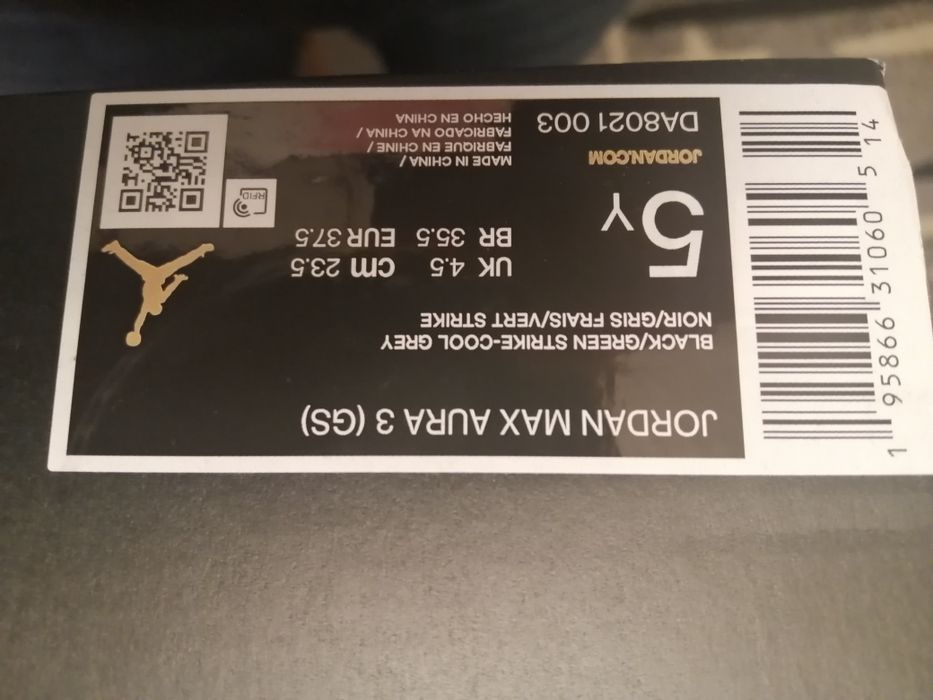 JORDAN MAX AURA 3 (GS)
BLACK/GREEN STRIKE-COOL GREY
NOIR/GRIS FRAIS/VERT STRIKE
5Y
UK 4.5 CM 23.5
BR 35.5 EUR 37.5
JORDAN.COM
DA8021 003
MADE IN CHINA /
FABRIQUE EN CHINE /
FABRICADO NA CHINA /
HECHO EN CHINA
RFID
1 95866 31060 5 14